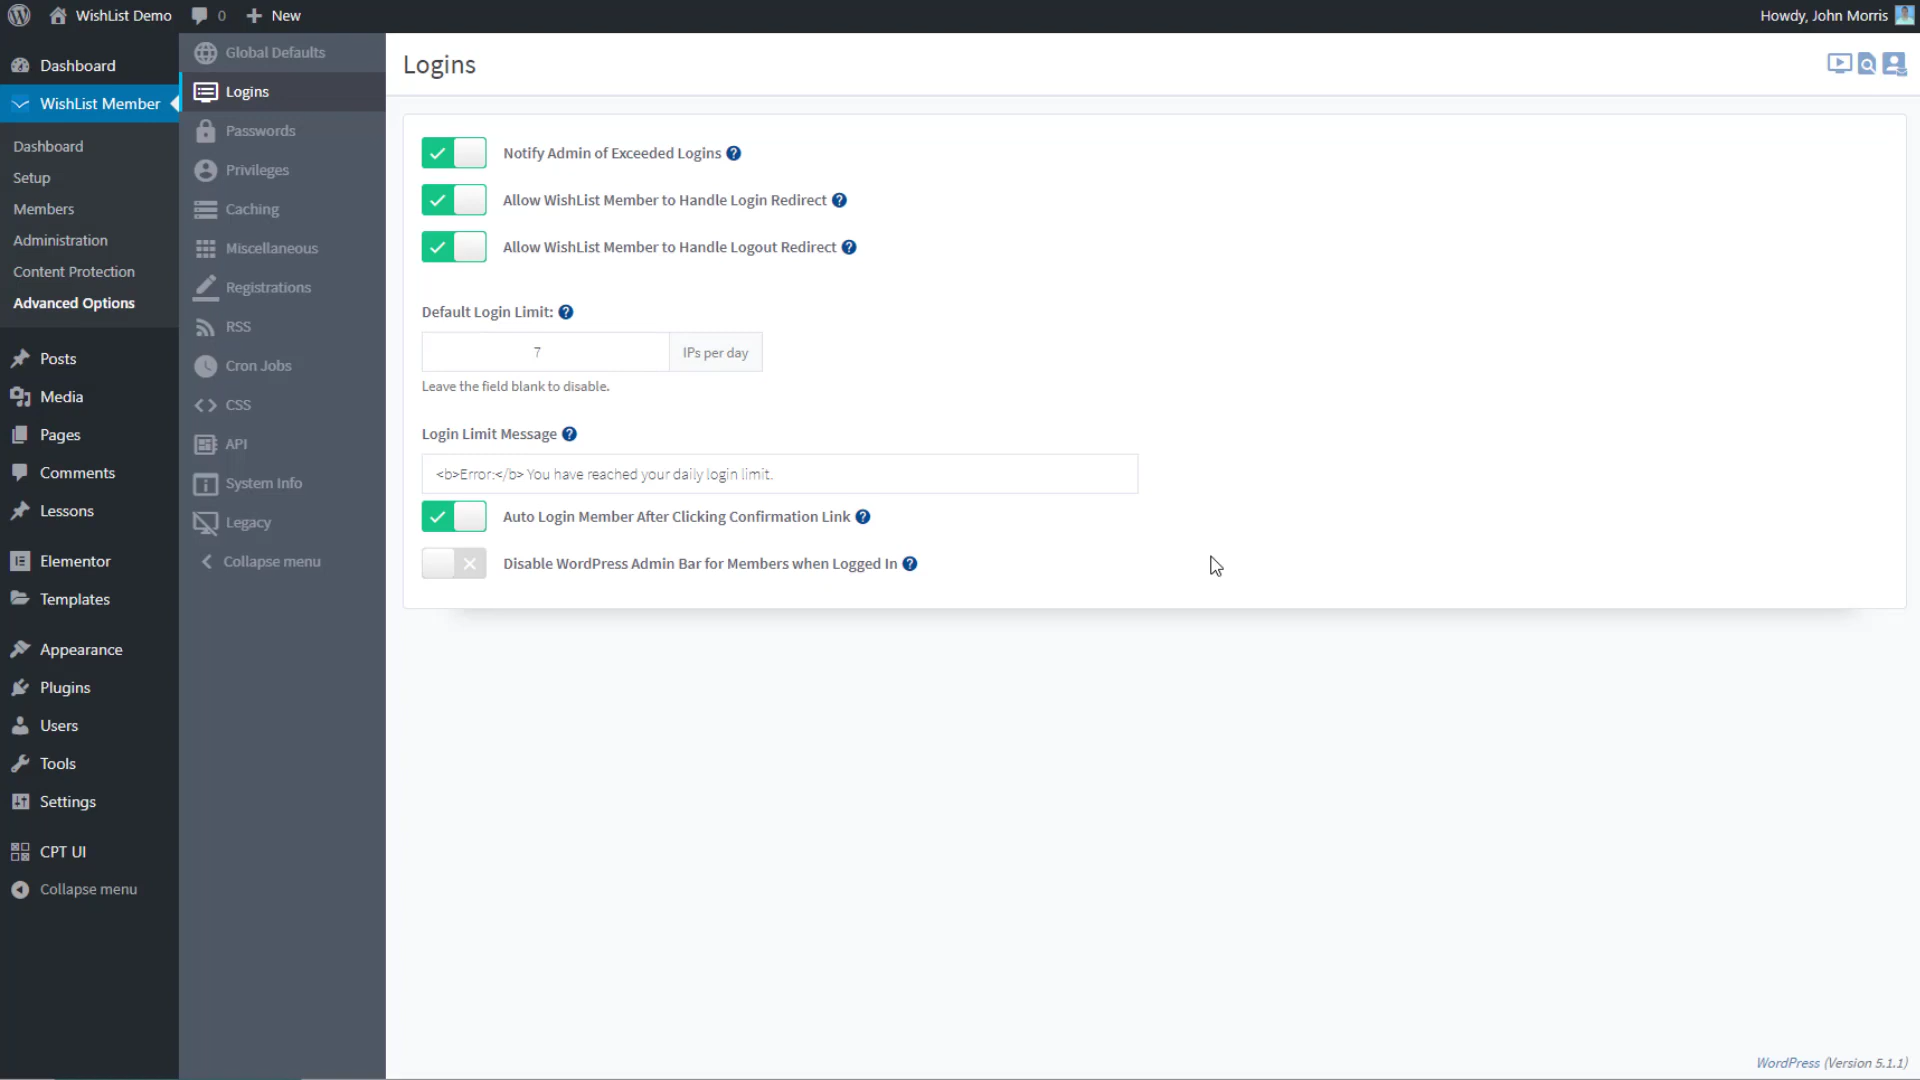 WishList Demo
0
New
Howdy, John Morris
Dashboard
WishList Member
Dashboard
Setup
Members
Administration
Content Protection
Advanced Options
Posts
Media
Pages
Comments
Lessons
Elementor
Templates
Appearance
Plugins
Users
Tools
Settings
CPT UI
Collapse menu
Global Defaults
Logins
Passwords
Privileges
Caching
Miscellaneous
Registrations
RSS
Cron Jobs
CSS
API
System Info
Legacy
Collapse menu
Logins
Notify Admin of Exceeded Logins
Allow WishList Member to Handle Login Redirect
Allow WishList Member to Handle Logout Redirect
Default Login Limit:
7 IPs per day
Leave the field blank to disable.
Login Limit Message
<b>Error:</b> You have reached your daily login limit.
Auto Login Member After Clicking Confirmation Link
Disable WordPress Admin Bar for Members when Logged In
WordPress (Version 5.1.1)